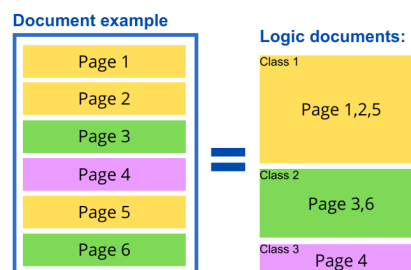 Document example
Page 1
Page 2
Page 3
Page 4
Page 5
Page 6
Logic documents:
Class 1
Page 1,2,5
Class 2
Page 3,6
Class 3
Page 4